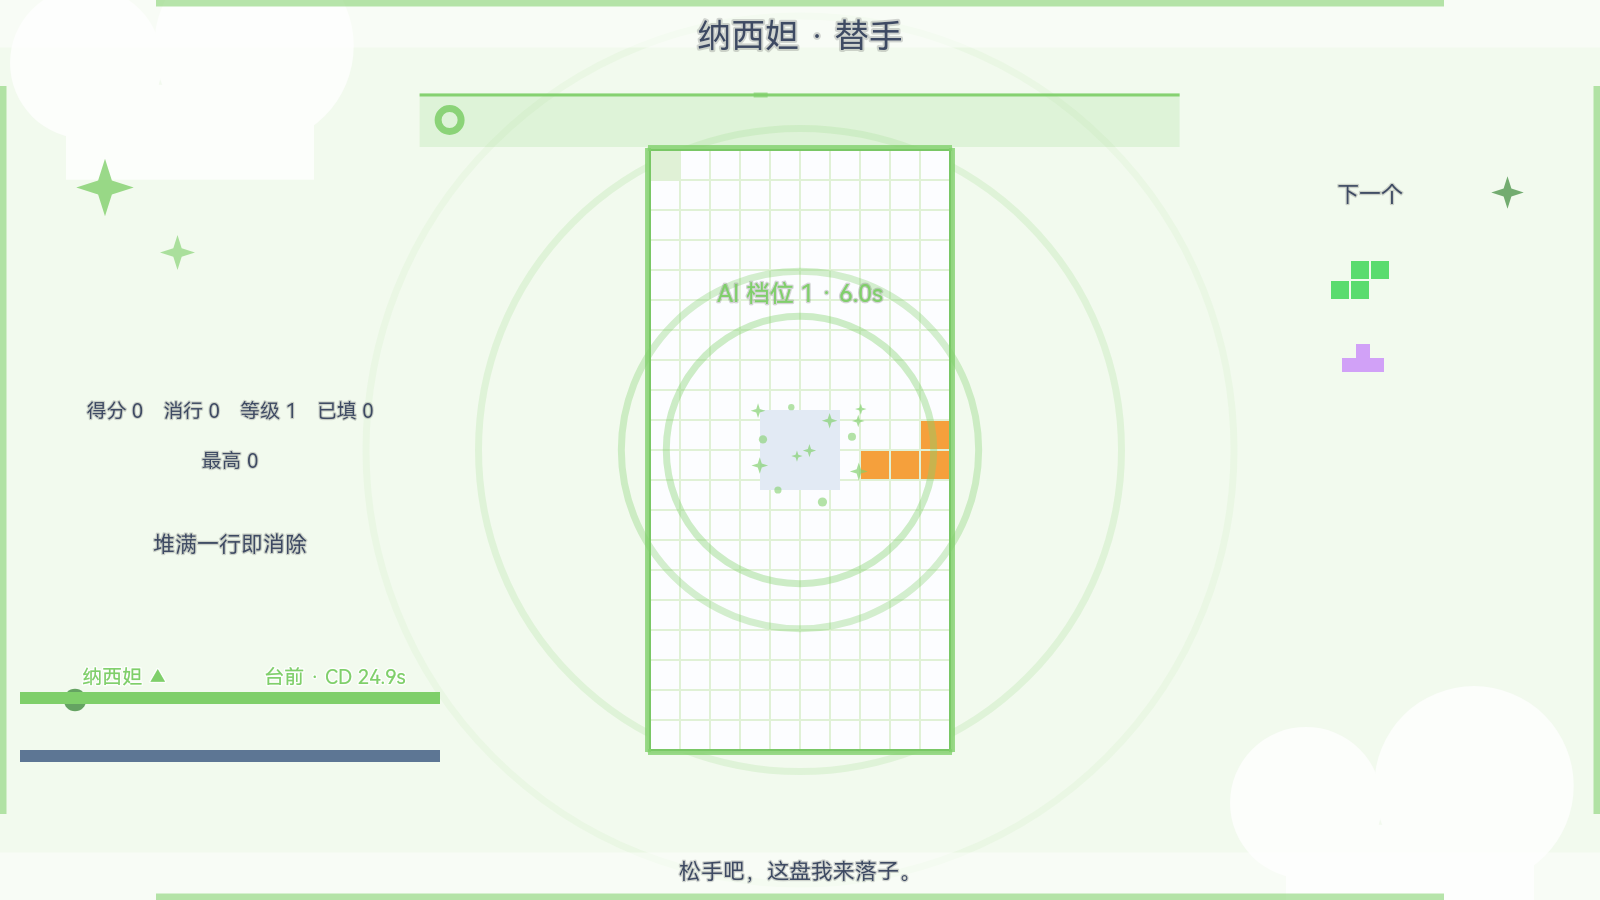 纳西妲 · 替手
下一个
AI 档位 1 · 6.0s
得分 0 消行 0 等级 1 已填 0
最高 0
堆满一行即消除
纳西妲 ▲ 台前 · CD 24.9s
松手吧，这盘我来落子。